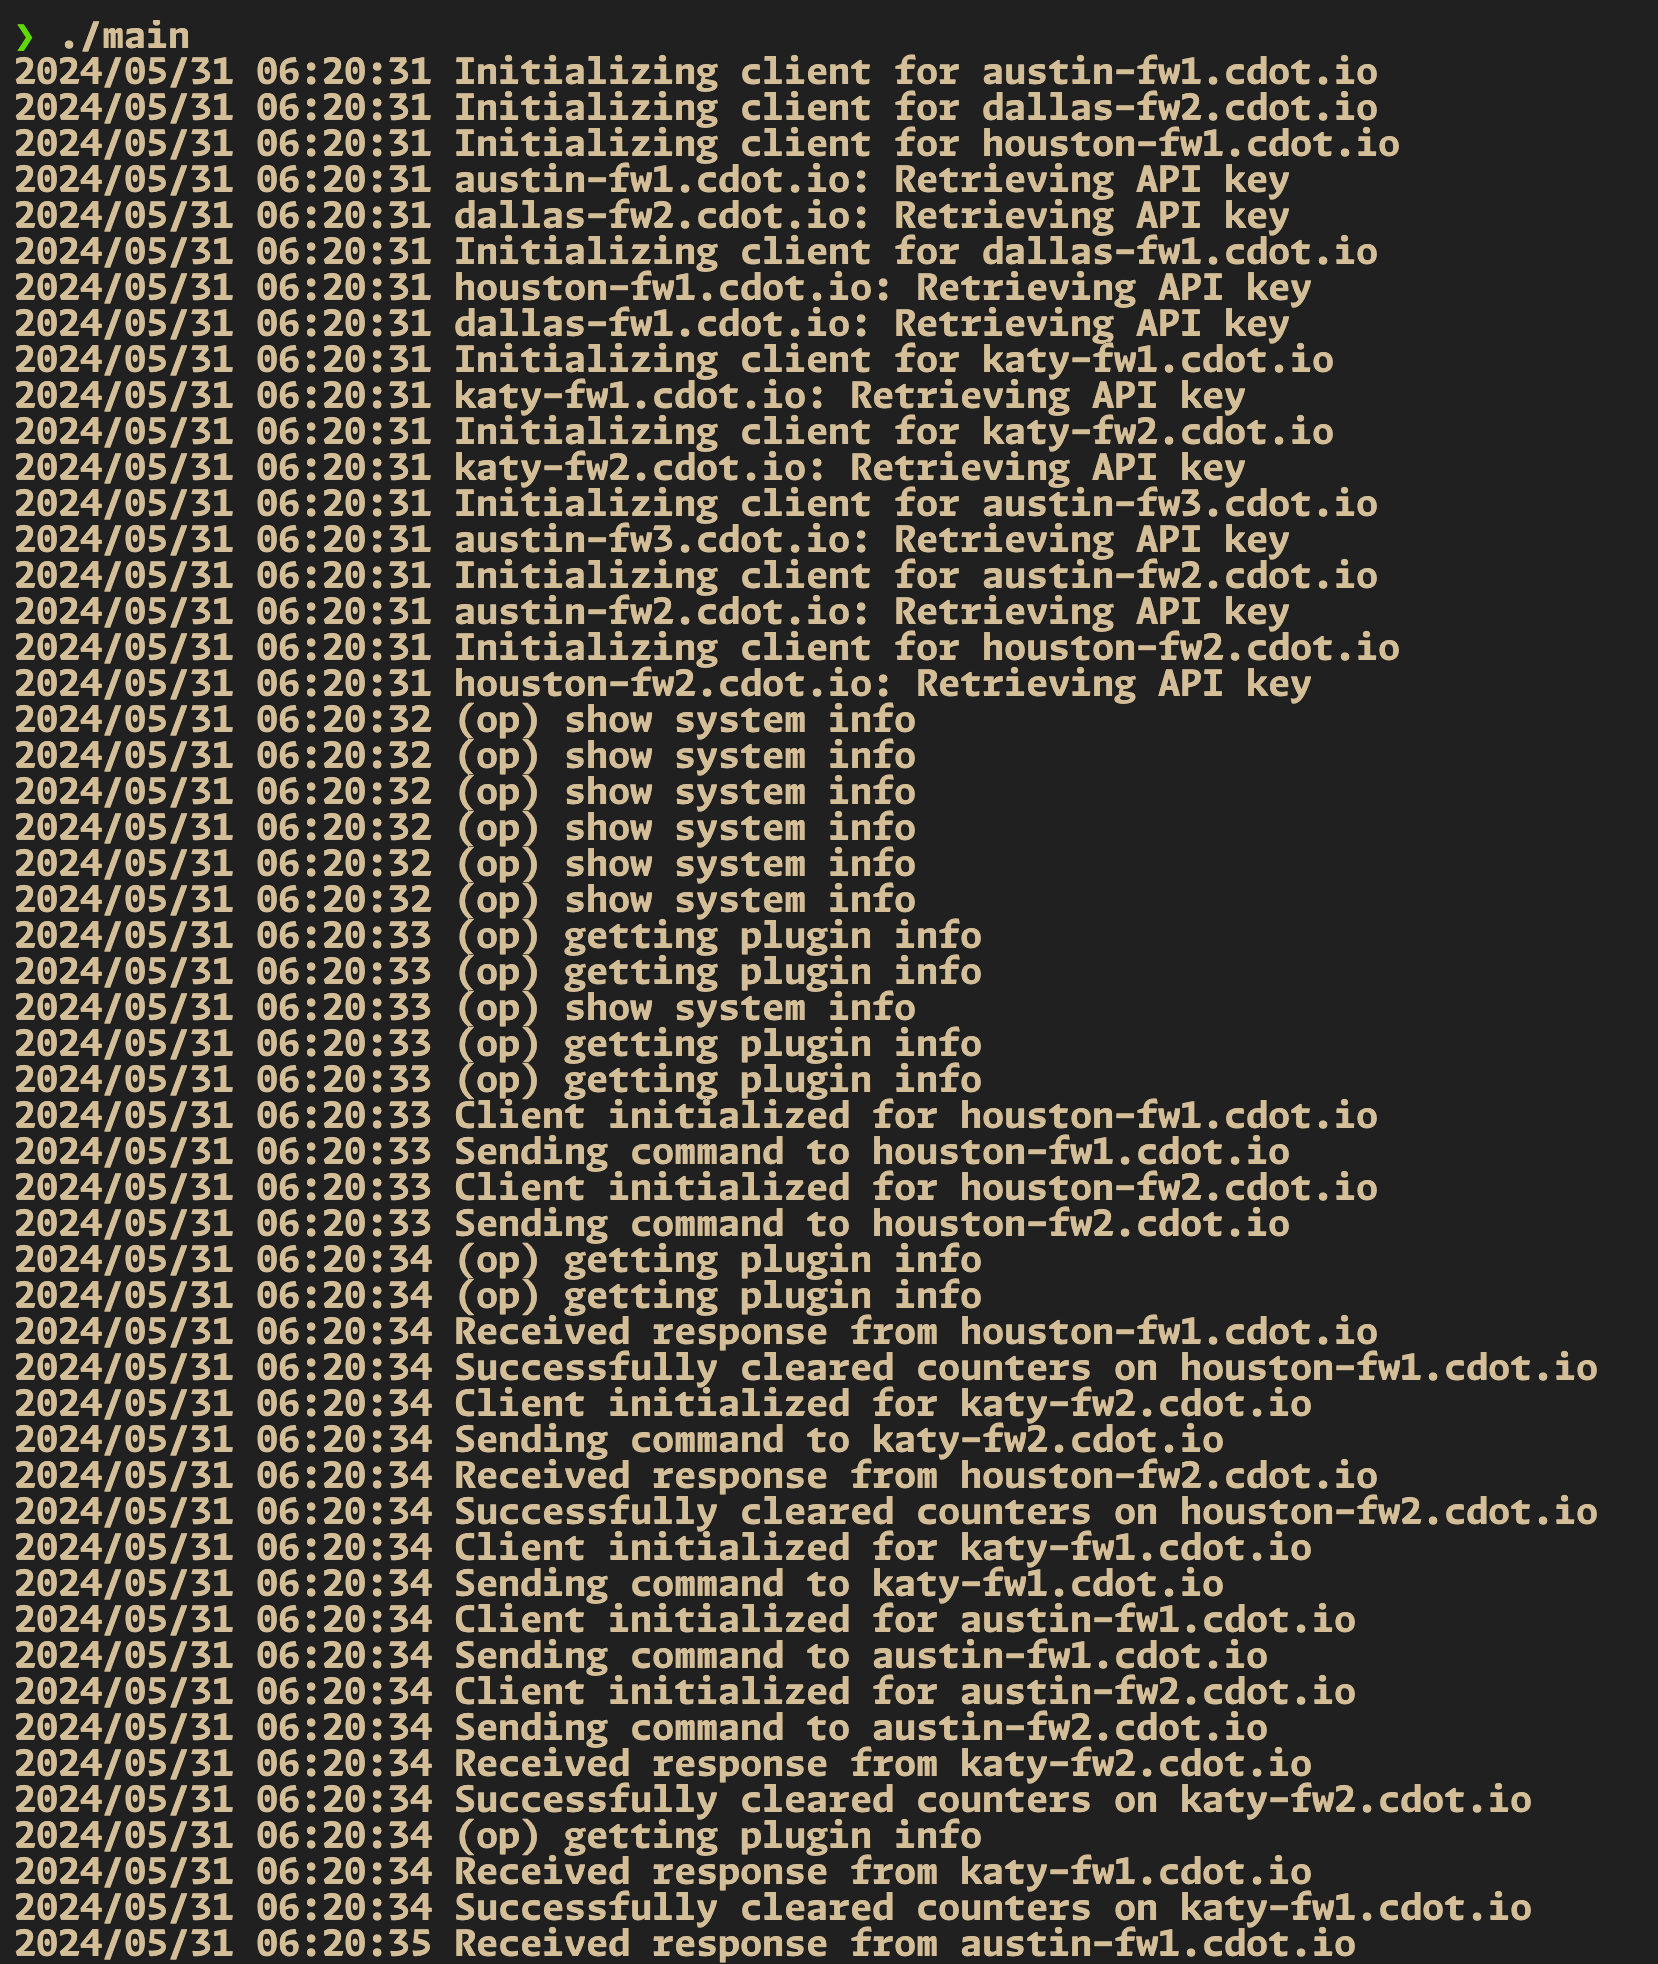 ❯ ./main
2024/05/31 06:20:31 Initializing client for austin-fw1.cdot.io
2024/05/31 06:20:31 Initializing client for dallas-fw2.cdot.io
2024/05/31 06:20:31 Initializing client for houston-fw1.cdot.io
2024/05/31 06:20:31 austin-fw1.cdot.io: Retrieving API key
2024/05/31 06:20:31 dallas-fw2.cdot.io: Retrieving API key
2024/05/31 06:20:31 Initializing client for dallas-fw1.cdot.io
2024/05/31 06:20:31 houston-fw1.cdot.io: Retrieving API key
2024/05/31 06:20:31 dallas-fw1.cdot.io: Retrieving API key
2024/05/31 06:20:31 Initializing client for katy-fw1.cdot.io
2024/05/31 06:20:31 katy-fw1.cdot.io: Retrieving API key
2024/05/31 06:20:31 Initializing client for katy-fw2.cdot.io
2024/05/31 06:20:31 katy-fw2.cdot.io: Retrieving API key
2024/05/31 06:20:31 Initializing client for austin-fw3.cdot.io
2024/05/31 06:20:31 austin-fw3.cdot.io: Retrieving API key
2024/05/31 06:20:31 Initializing client for austin-fw2.cdot.io
2024/05/31 06:20:31 austin-fw2.cdot.io: Retrieving API key
2024/05/31 06:20:31 Initializing client for houston-fw2.cdot.io
2024/05/31 06:20:31 houston-fw2.cdot.io: Retrieving API key
2024/05/31 06:20:32 (op) show system info
2024/05/31 06:20:32 (op) show system info
2024/05/31 06:20:32 (op) show system info
2024/05/31 06:20:32 (op) show system info
2024/05/31 06:20:32 (op) show system info
2024/05/31 06:20:32 (op) show system info
2024/05/31 06:20:33 (op) getting plugin info
2024/05/31 06:20:33 (op) getting plugin info
2024/05/31 06:20:33 (op) show system info
2024/05/31 06:20:33 (op) getting plugin info
2024/05/31 06:20:33 (op) getting plugin info
2024/05/31 06:20:33 Client initialized for houston-fw1.cdot.io
2024/05/31 06:20:33 Sending command to houston-fw1.cdot.io
2024/05/31 06:20:33 Client initialized for houston-fw2.cdot.io
2024/05/31 06:20:33 Sending command to houston-fw2.cdot.io
2024/05/31 06:20:34 (op) getting plugin info
2024/05/31 06:20:34 (op) getting plugin info
2024/05/31 06:20:34 Received response from houston-fw1.cdot.io
2024/05/31 06:20:34 Successfully cleared counters on houston-fw1.cdot.io
2024/05/31 06:20:34 Client initialized for katy-fw2.cdot.io
2024/05/31 06:20:34 Sending command to katy-fw2.cdot.io
2024/05/31 06:20:34 Received response from houston-fw2.cdot.io
2024/05/31 06:20:34 Successfully cleared counters on houston-fw2.cdot.io
2024/05/31 06:20:34 Client initialized for katy-fw1.cdot.io
2024/05/31 06:20:34 Sending command to katy-fw1.cdot.io
2024/05/31 06:20:34 Client initialized for austin-fw1.cdot.io
2024/05/31 06:20:34 Sending command to austin-fw1.cdot.io
2024/05/31 06:20:34 Client initialized for austin-fw2.cdot.io
2024/05/31 06:20:34 Sending command to austin-fw2.cdot.io
2024/05/31 06:20:34 Received response from katy-fw2.cdot.io
2024/05/31 06:20:34 Successfully cleared counters on katy-fw2.cdot.io
2024/05/31 06:20:34 (op) getting plugin info
2024/05/31 06:20:34 Received response from katy-fw1.cdot.io
2024/05/31 06:20:34 Successfully cleared counters on katy-fw1.cdot.io
2024/05/31 06:20:35 Received response from austin-fw1.cdot.io